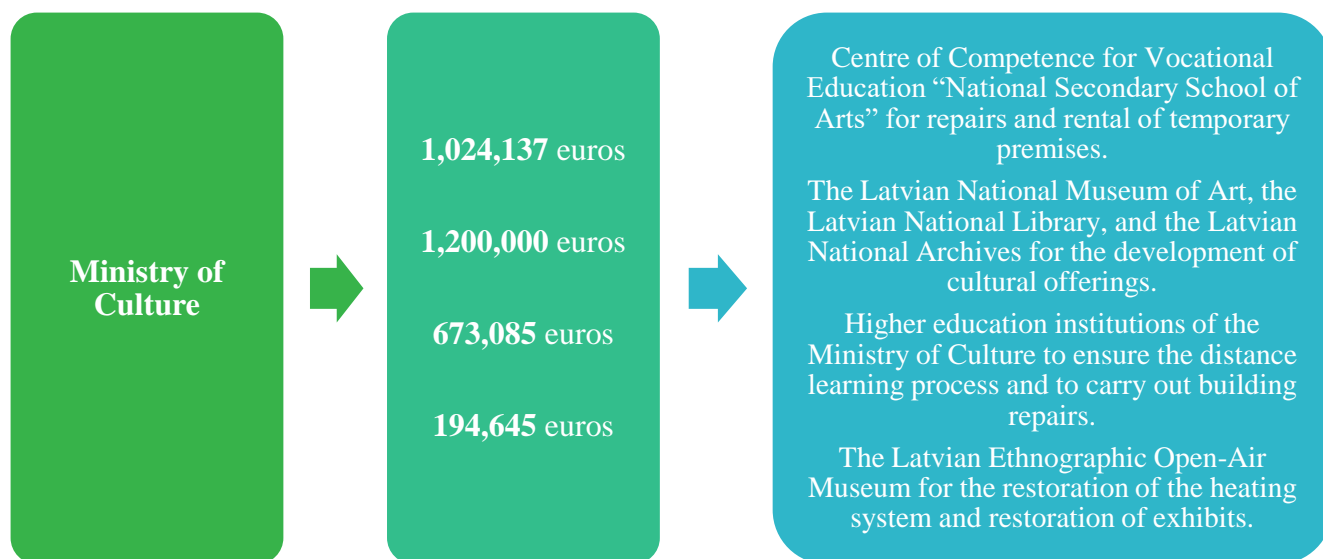 Ministry of
Culture
1,024,137 euros
1,200,000 euros
673,085 euros
194,645 euros
Centre of Competence for Vocational
Education “National Secondary School of
Arts” for repairs and rental of temporary
premises.
The Latvian National Museum of Art, the
Latvian National Library, and the Latvian
National Archives for the development of
cultural offerings.
Higher education institutions of the
Ministry of Culture to ensure the distance
learning process and to carry out building
repairs.
The Latvian Ethnographic Open-Air
Museum for the restoration of the heating
system and restoration of exhibits.